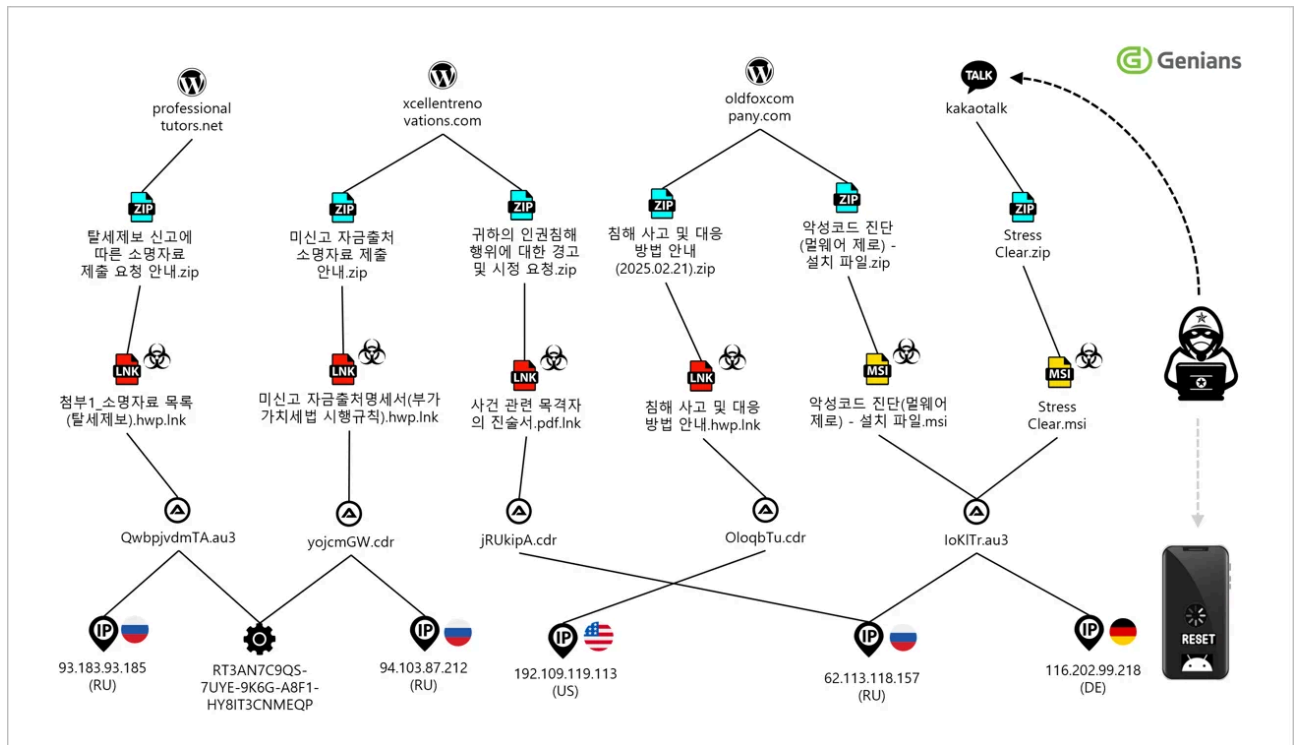 Genians
professional
tutors.net
xcellentreno
vations.com
oldfoxcom
pany.com
TALK
kakaotalk
ZIP
탈세제보 신고에
따른 소명자료
제출 요청 안내.zip
ZIP
미신고 자금출처
소명자료 제출
안내.zip
ZIP
귀하의 인권침해
행위에 대한 경고
및 시정 요청.zip
ZIP
침해 사고 및 대응
방법 안내
(2025.02.21).zip
ZIP
악성코드 진단
(멀웨어 제로) -
설치 파일.zip
ZIP
Stress
Clear.zip
LNK
첨부1_소명자료 목록
(탈세제보).hwp.lnk
LNK
미신고 자금출처명세서(부가
가치세법 시행규칙).hwp.lnk
LNK
사건 관련 목격자
의 진술서.pdf.lnk
LNK
침해 사고 및 대응
방법 안내.hwp.lnk
MSI
악성코드 진단(멀웨어
제로) - 설치 파일.msi
MSI
Stress
Clear.msi
QwbpjvdmTA.au3
yojcmGW.cdr
jRUkipA.cdr
OloqbTu.cdr
IoKlTr.au3
IP
93.183.93.185
(RU)
RT3AN7C9QS-
7UYE-9K6G-A8F1-
HY8IT3CNMEQP
IP
94.103.87.212
(RU)
IP
192.109.119.113
(US)
IP
62.113.118.157
(RU)
IP
116.202.99.218
(DE)
RESET